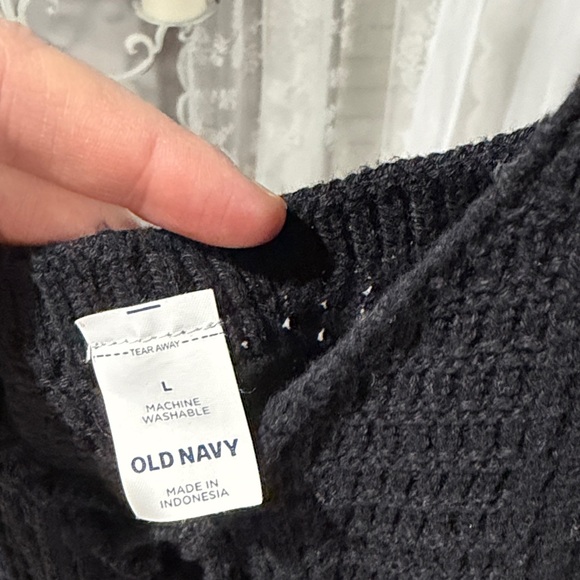 TEAR AWAY
L
MACHINE
WASHABLE
OLD NAVY
MADE IN
INDONESIA